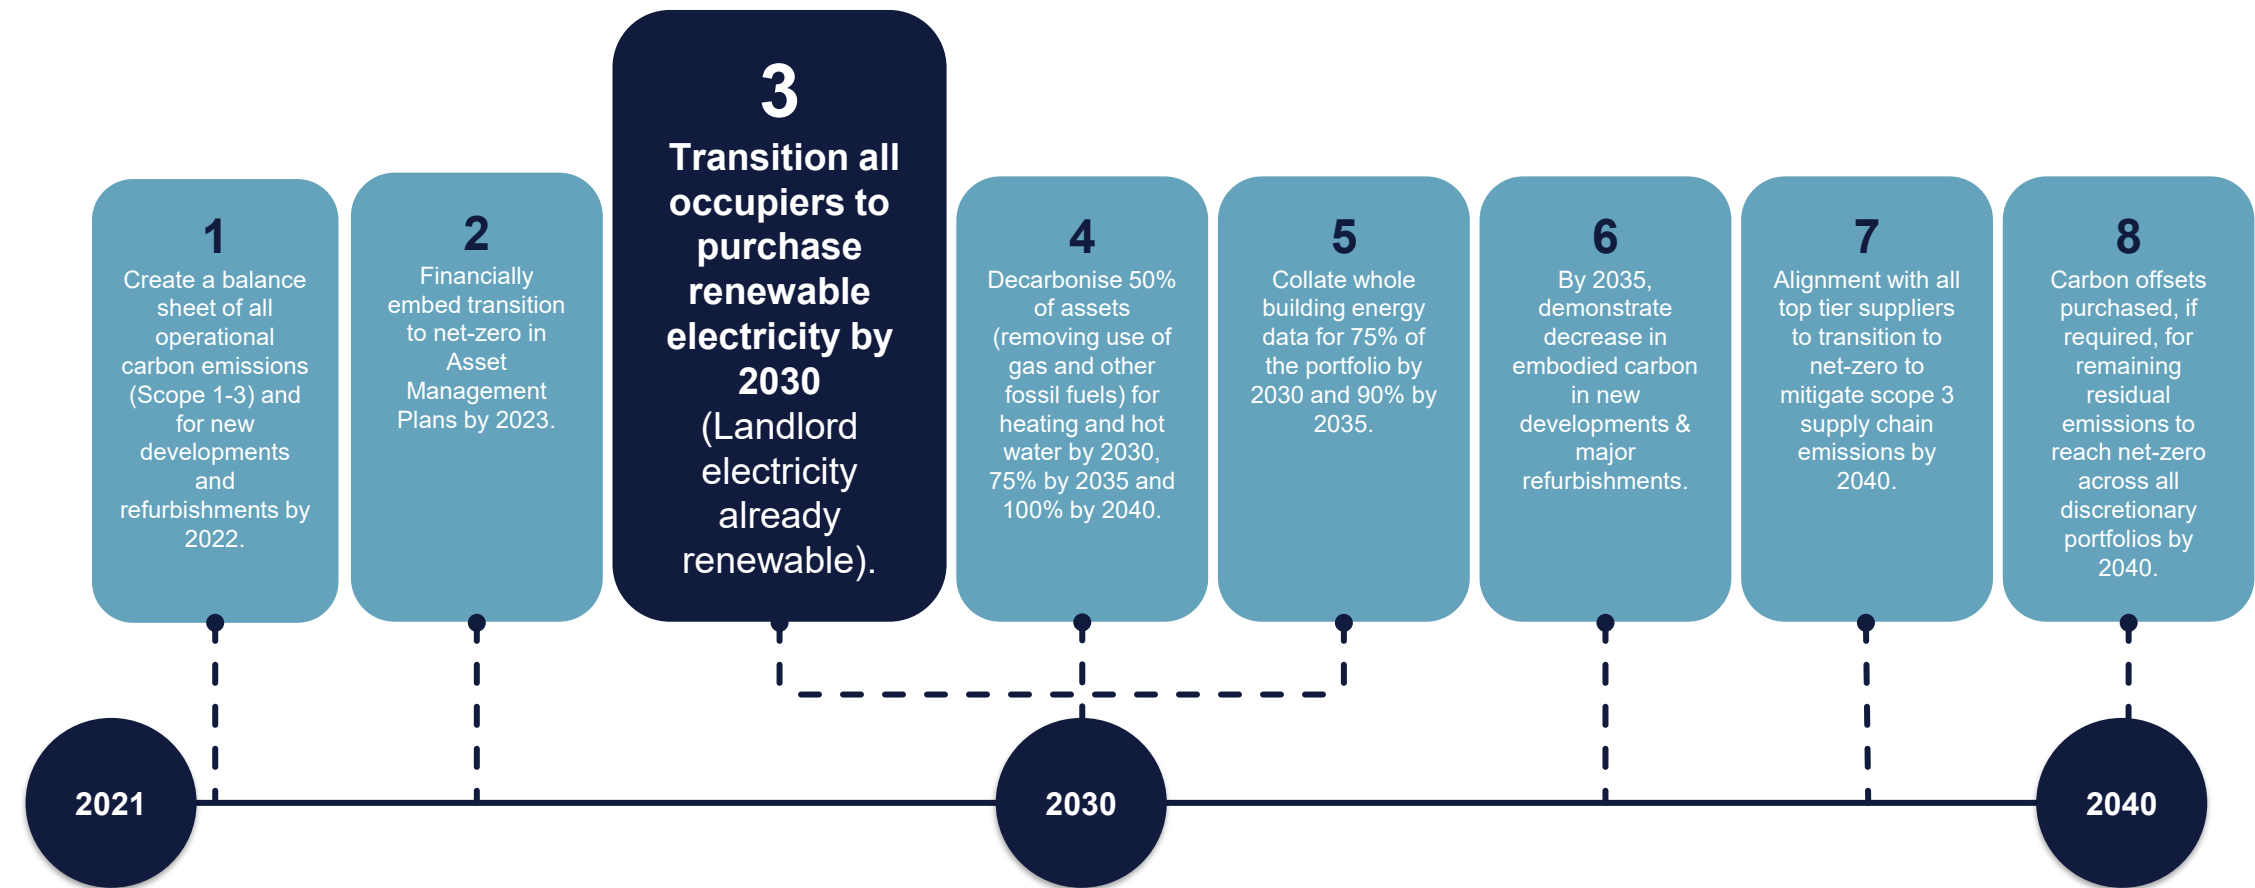 1
Create a balance
sheet of all
operational
carbon emissions
(Scope 1-3) and
for new
developments
and
refurbishments by
2022.
2
Financially
embed transition
to net-zero in
Asset
Management
Plans by 2023.
3
Transition all
occupiers to
purchase
renewable
electricity by
2030
(Landlord
electricity
already
renewable).
4
Decarbonise 50%
of assets
(removing use of
gas and other
fossil fuels) for
heating and hot
water by 2030,
75% by 2035 and
100% by 2040.
5
Collate whole
building energy
data for 75% of
the portfolio by
2030 and 90% by
2035.
6
By 2035,
demonstrate
decrease in
embodied carbon
in new
developments &
major
refurbishments.
7
Alignment with all
top tier suppliers
to transition to
net-zero to
mitigate scope 3
supply chain
emissions by
2040.
8
Carbon offsets
purchased, if
required, for
remaining
residual
emissions to
reach net-zero
across all
discretionary
portfolios by
2040.
2021
2030
2040